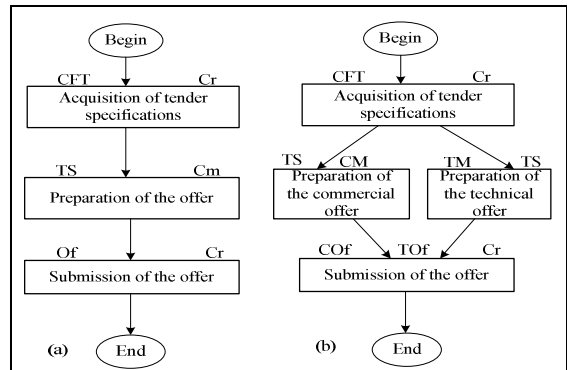 Begin
CFT Cr
Acquisition of tender
specifications
TS Cm
Preparation of the offer
Of Cr
Submission of the offer
(a)
End
Begin
CFT Cr
Acquisition of tender
specifications
TS CM
Preparation of
the commercial
offer
TM TS
Preparation of
the technical
offer
COf TOf Cr
Submission of the offer
(b)
End